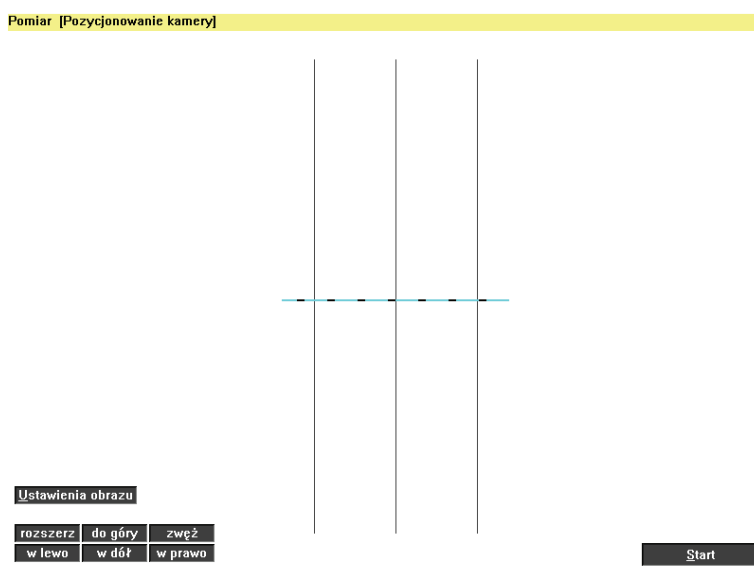 Pomiar [Pozycjonowanie kamery]
Ustawienia obrazu
rozszerz do góry zwęż
w lewo w dół w prawo
Start